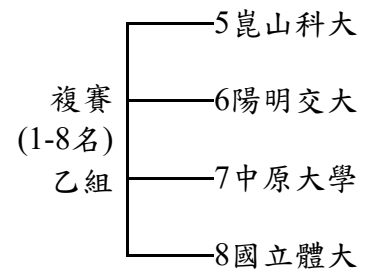 5崑山科大
複賽
6陽明交大
(1-8名)
乙組
7中原大學
8國立體大